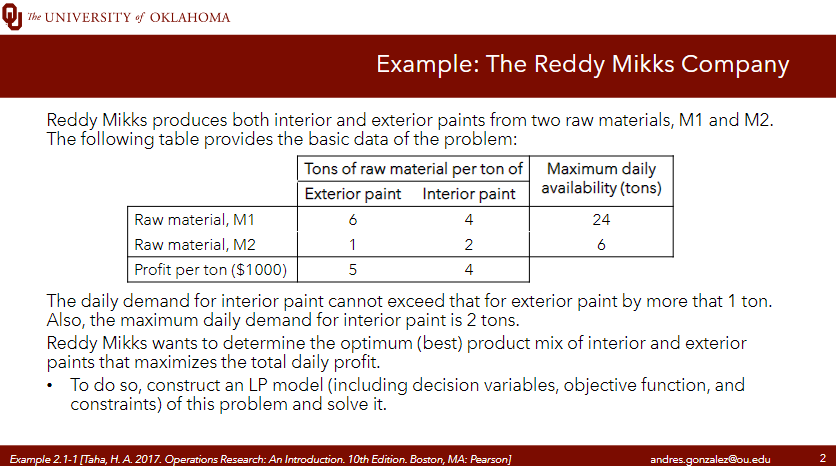 The UNIVERSITY of OKLAHOMA
Example: The Reddy Mikks Company
Reddy Mikks produces both interior and exterior paints from two raw materials, M1 and M2.
The following table provides the basic data of the problem:
Tons of raw material per ton of Maximum daily
Exterior paint Interior paint availability (tons)
Raw material, M1 6 4 24
Raw material, M2 1 2 6
Profit per ton ($1000) 5 4
The daily demand for interior paint cannot exceed that for exterior paint by more that 1 ton.
Also, the maximum daily demand for interior paint is 2 tons.
Reddy Mikks wants to determine the optimum (best) product mix of interior and exterior
paints that maximizes the total daily profit.
• To do so, construct an LP model (including decision variables, objective function, and
constraints) of this problem and solve it.
Example 2.1-1 [Taha, H. A. 2017. Operations Research: An Introduction. 10th Edition. Boston, MA: Pearson] andres.gonzalez@ou.edu 2